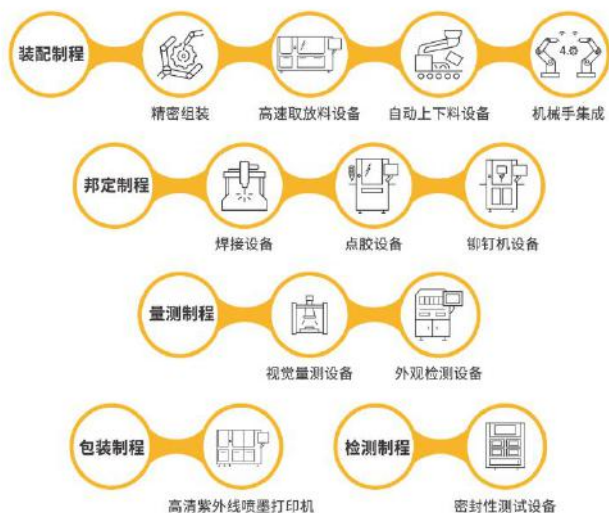 装配制程
4.0
精密组装
高速取放料设备
自动上下料设备
机械手集成
邦定制程
焊接设备
点胶设备
铆钉机设备
量测制程
视觉量测设备
外观检测设备
包装制程
检测制程
高清紫外线喷墨打印机
密封性测试设备